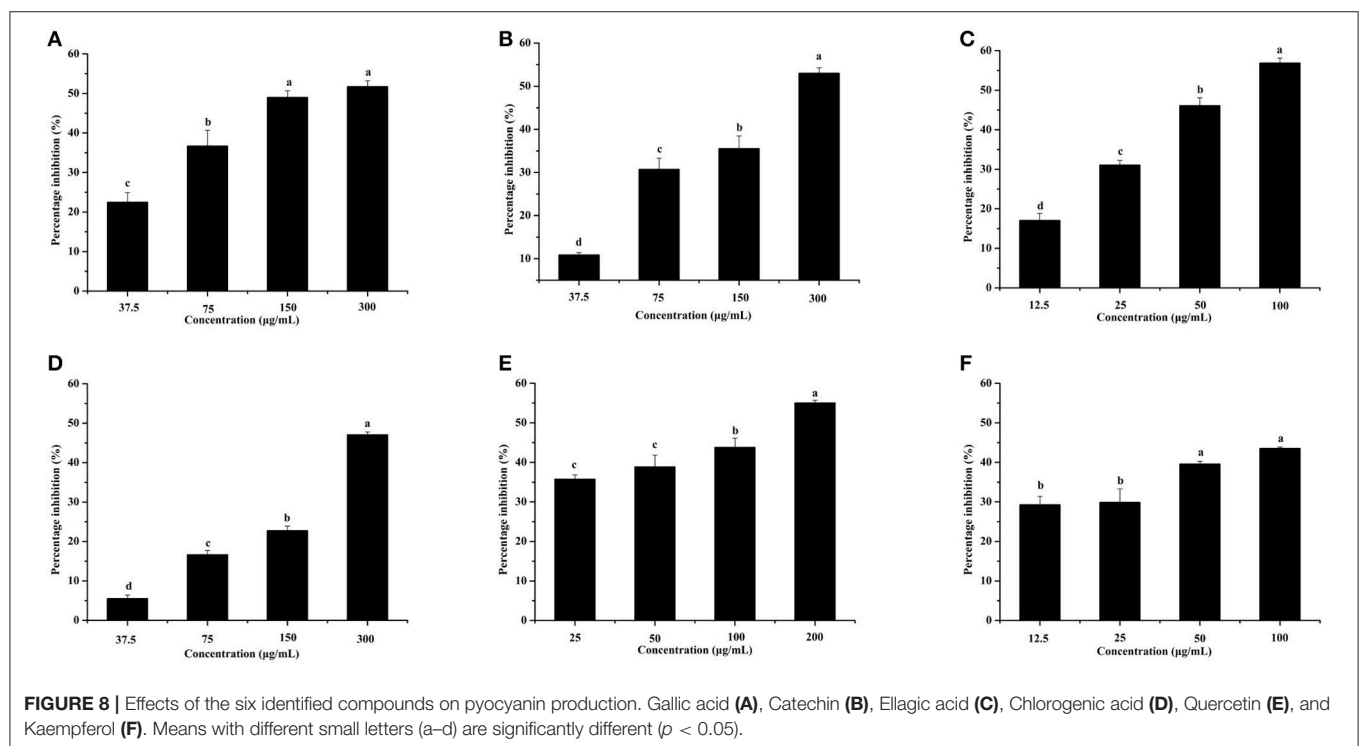 A
Percentage inhibition (%)
60
50
40
30
20
10
0
c
b
a
a
37.5 75 150 300
Concentration (µg/mL)
B
Percentage inhibition (%)
60
50
40
30
20
10
d
c
b
a
37.5 75 150 300
Concentration (µg/mL)
C
Percentage inhibition (%)
60
50
40
30
20
10
0
d
c
b
a
12.5 25 50 100
Concentration (µg/mL)
D
Percentage inhibition (%)
60
50
40
30
20
10
0
d
c
b
a
37.5 75 150 300
Concentration (µg/mL)
E
Percentage inhibition (%)
60
50
40
30
20
10
0
c
c
b
a
25 50 100 200
Concentration (µg/mL)
F
Percentage inhibition (%)
60
50
40
30
20
10
0
b
b
a
a
12.5 25 50 100
Concentration (µg/mL)
FIGURE 8 | Effects of the six identified compounds on pyocyanin production. Gallic acid (A), Catechin (B), Ellagic acid (C), Chlorogenic acid (D), Quercetin (E), and
Kaempferol (F). Means with different small letters (a–d) are significantly different (p < 0.05).